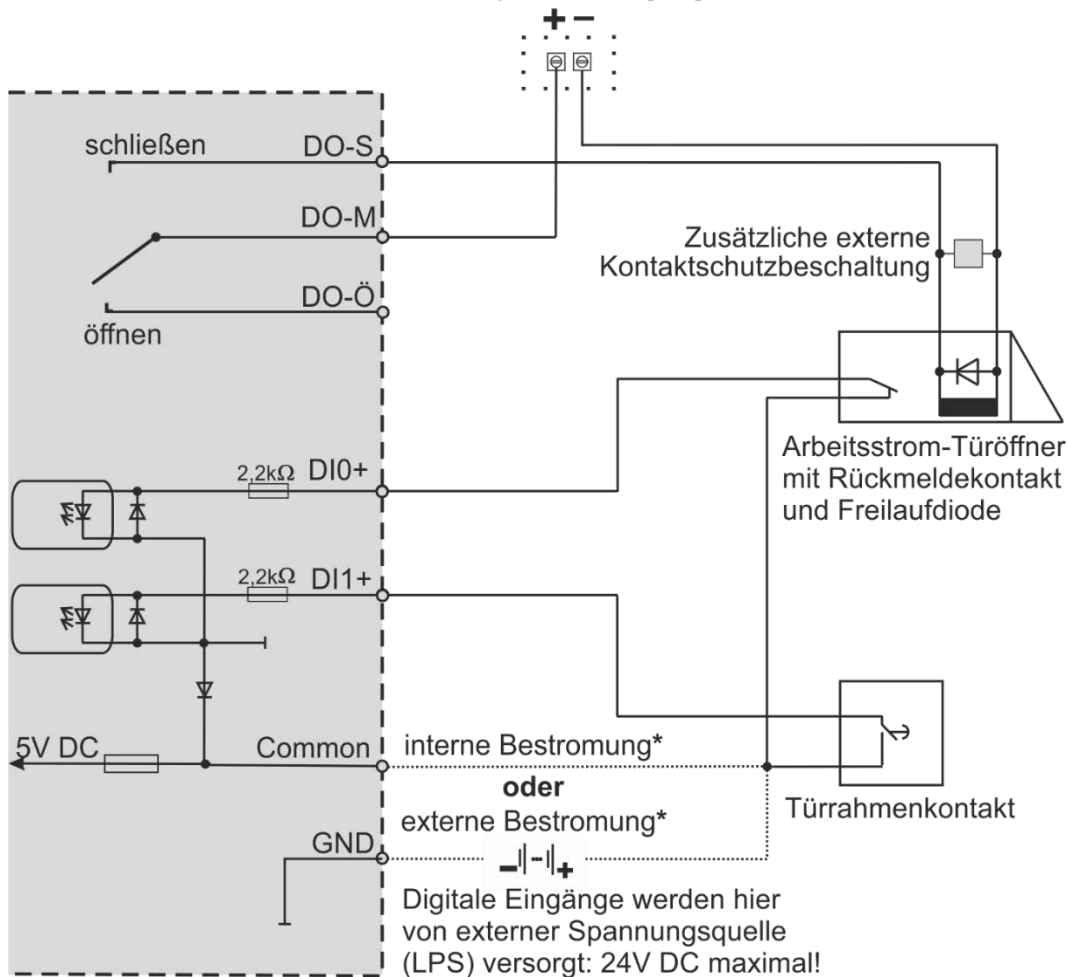 + −
schließen DO-S
DO-M
Zusätzliche externe
Kontaktschutzbeschaltung
DO-Ö
öffnen
Arbeitsstrom-Türöffner
mit Rückmeldekontakt
und Freilaufdiode
2,2kΩ DI0+
2,2kΩ DI1+
5V DC Common interne Bestromung*
oder
externe Bestromung*
Türrahmenkontakt
GND
− +
Digitale Eingänge werden hier
von externer Spannungsquelle
(LPS) versorgt: 24V DC maximal!